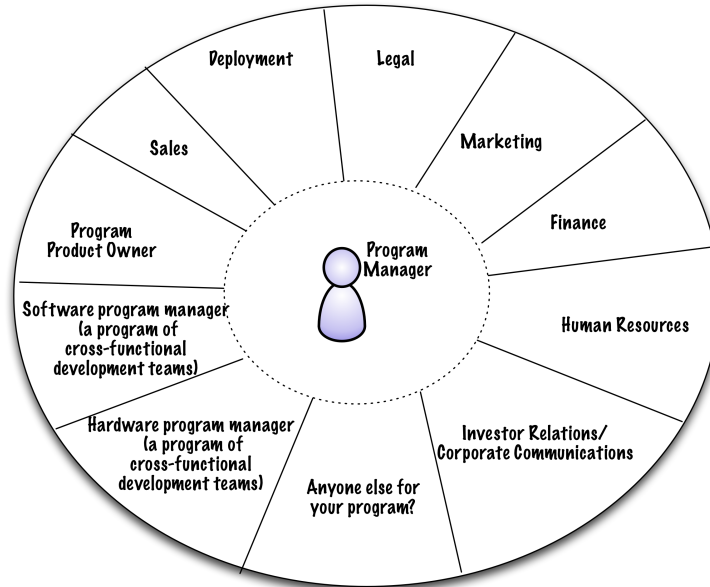 Deployment
Legal
Sales
Marketing
Program
Product Owner
Finance
Program
Manager
Software program manager
(a program of
cross-functional
development teams)
Human Resources
Hardware program manager
(a program of
cross-functional
development teams)
Investor Relations/
Corporate Communications
Anyone else for
your program?